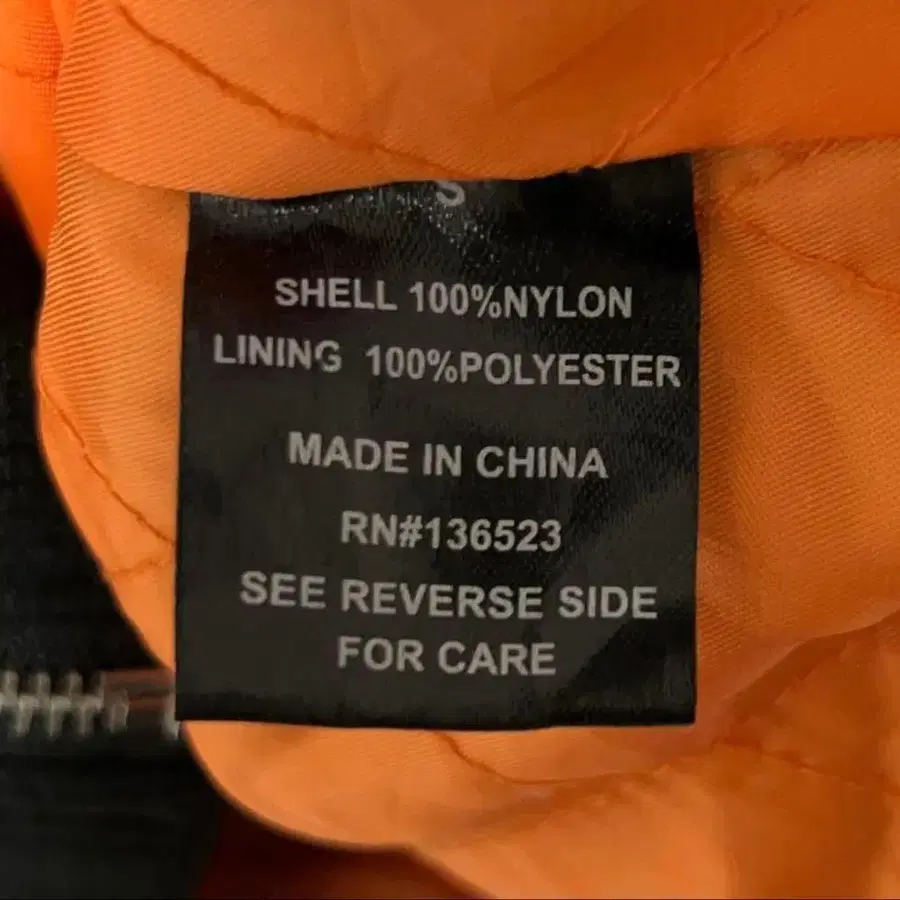 S
SHELL 100%NYLON
LINING 100%POLYESTER
MADE IN CHINA
RN#136523
SEE REVERSE SIDE
FOR CARE